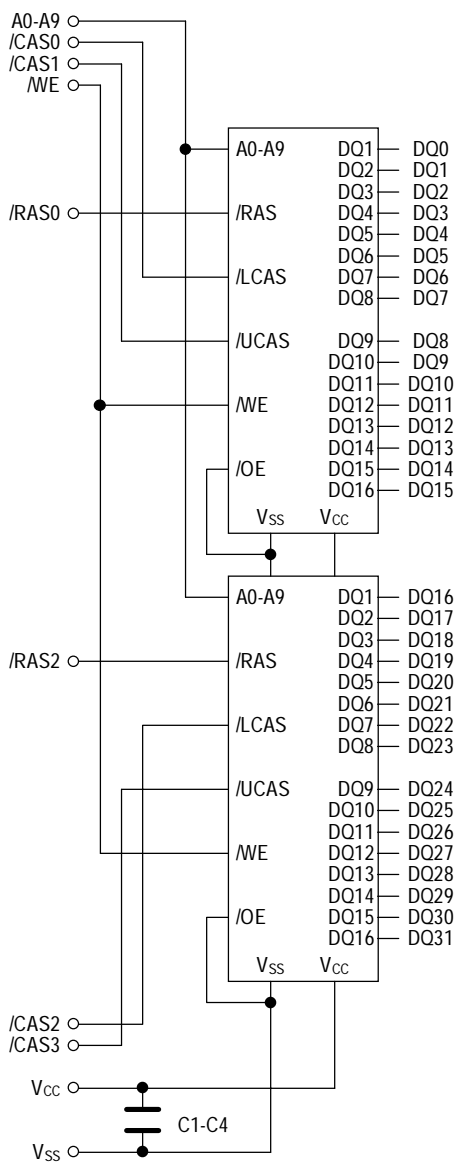 A0-A9
/CAS0
/CAS1
/WE
A0-A9 DQ1 DQ0
DQ2 DQ1
DQ3 DQ2
/RAS0 /RAS DQ4 DQ3
DQ5 DQ4
DQ6 DQ5
/LCAS DQ7 DQ6
DQ8 DQ7
/UCAS DQ9 DQ8
DQ10 DQ9
DQ11 DQ10
/WE DQ12 DQ11
DQ13 DQ12
DQ14 DQ13
/OE DQ15 DQ14
DQ16 DQ15
VSS VCC
A0-A9 DQ1 DQ16
DQ2 DQ17
DQ3 DQ18
/RAS2 /RAS DQ4 DQ19
DQ5 DQ20
DQ6 DQ21
/LCAS DQ7 DQ22
DQ8 DQ23
/UCAS DQ9 DQ24
DQ10 DQ25
DQ11 DQ26
/WE DQ12 DQ27
DQ13 DQ28
DQ14 DQ29
/OE DQ15 DQ30
DQ16 DQ31
VSS VCC
/CAS2
/CAS3
VCC
C1-C4
VSS